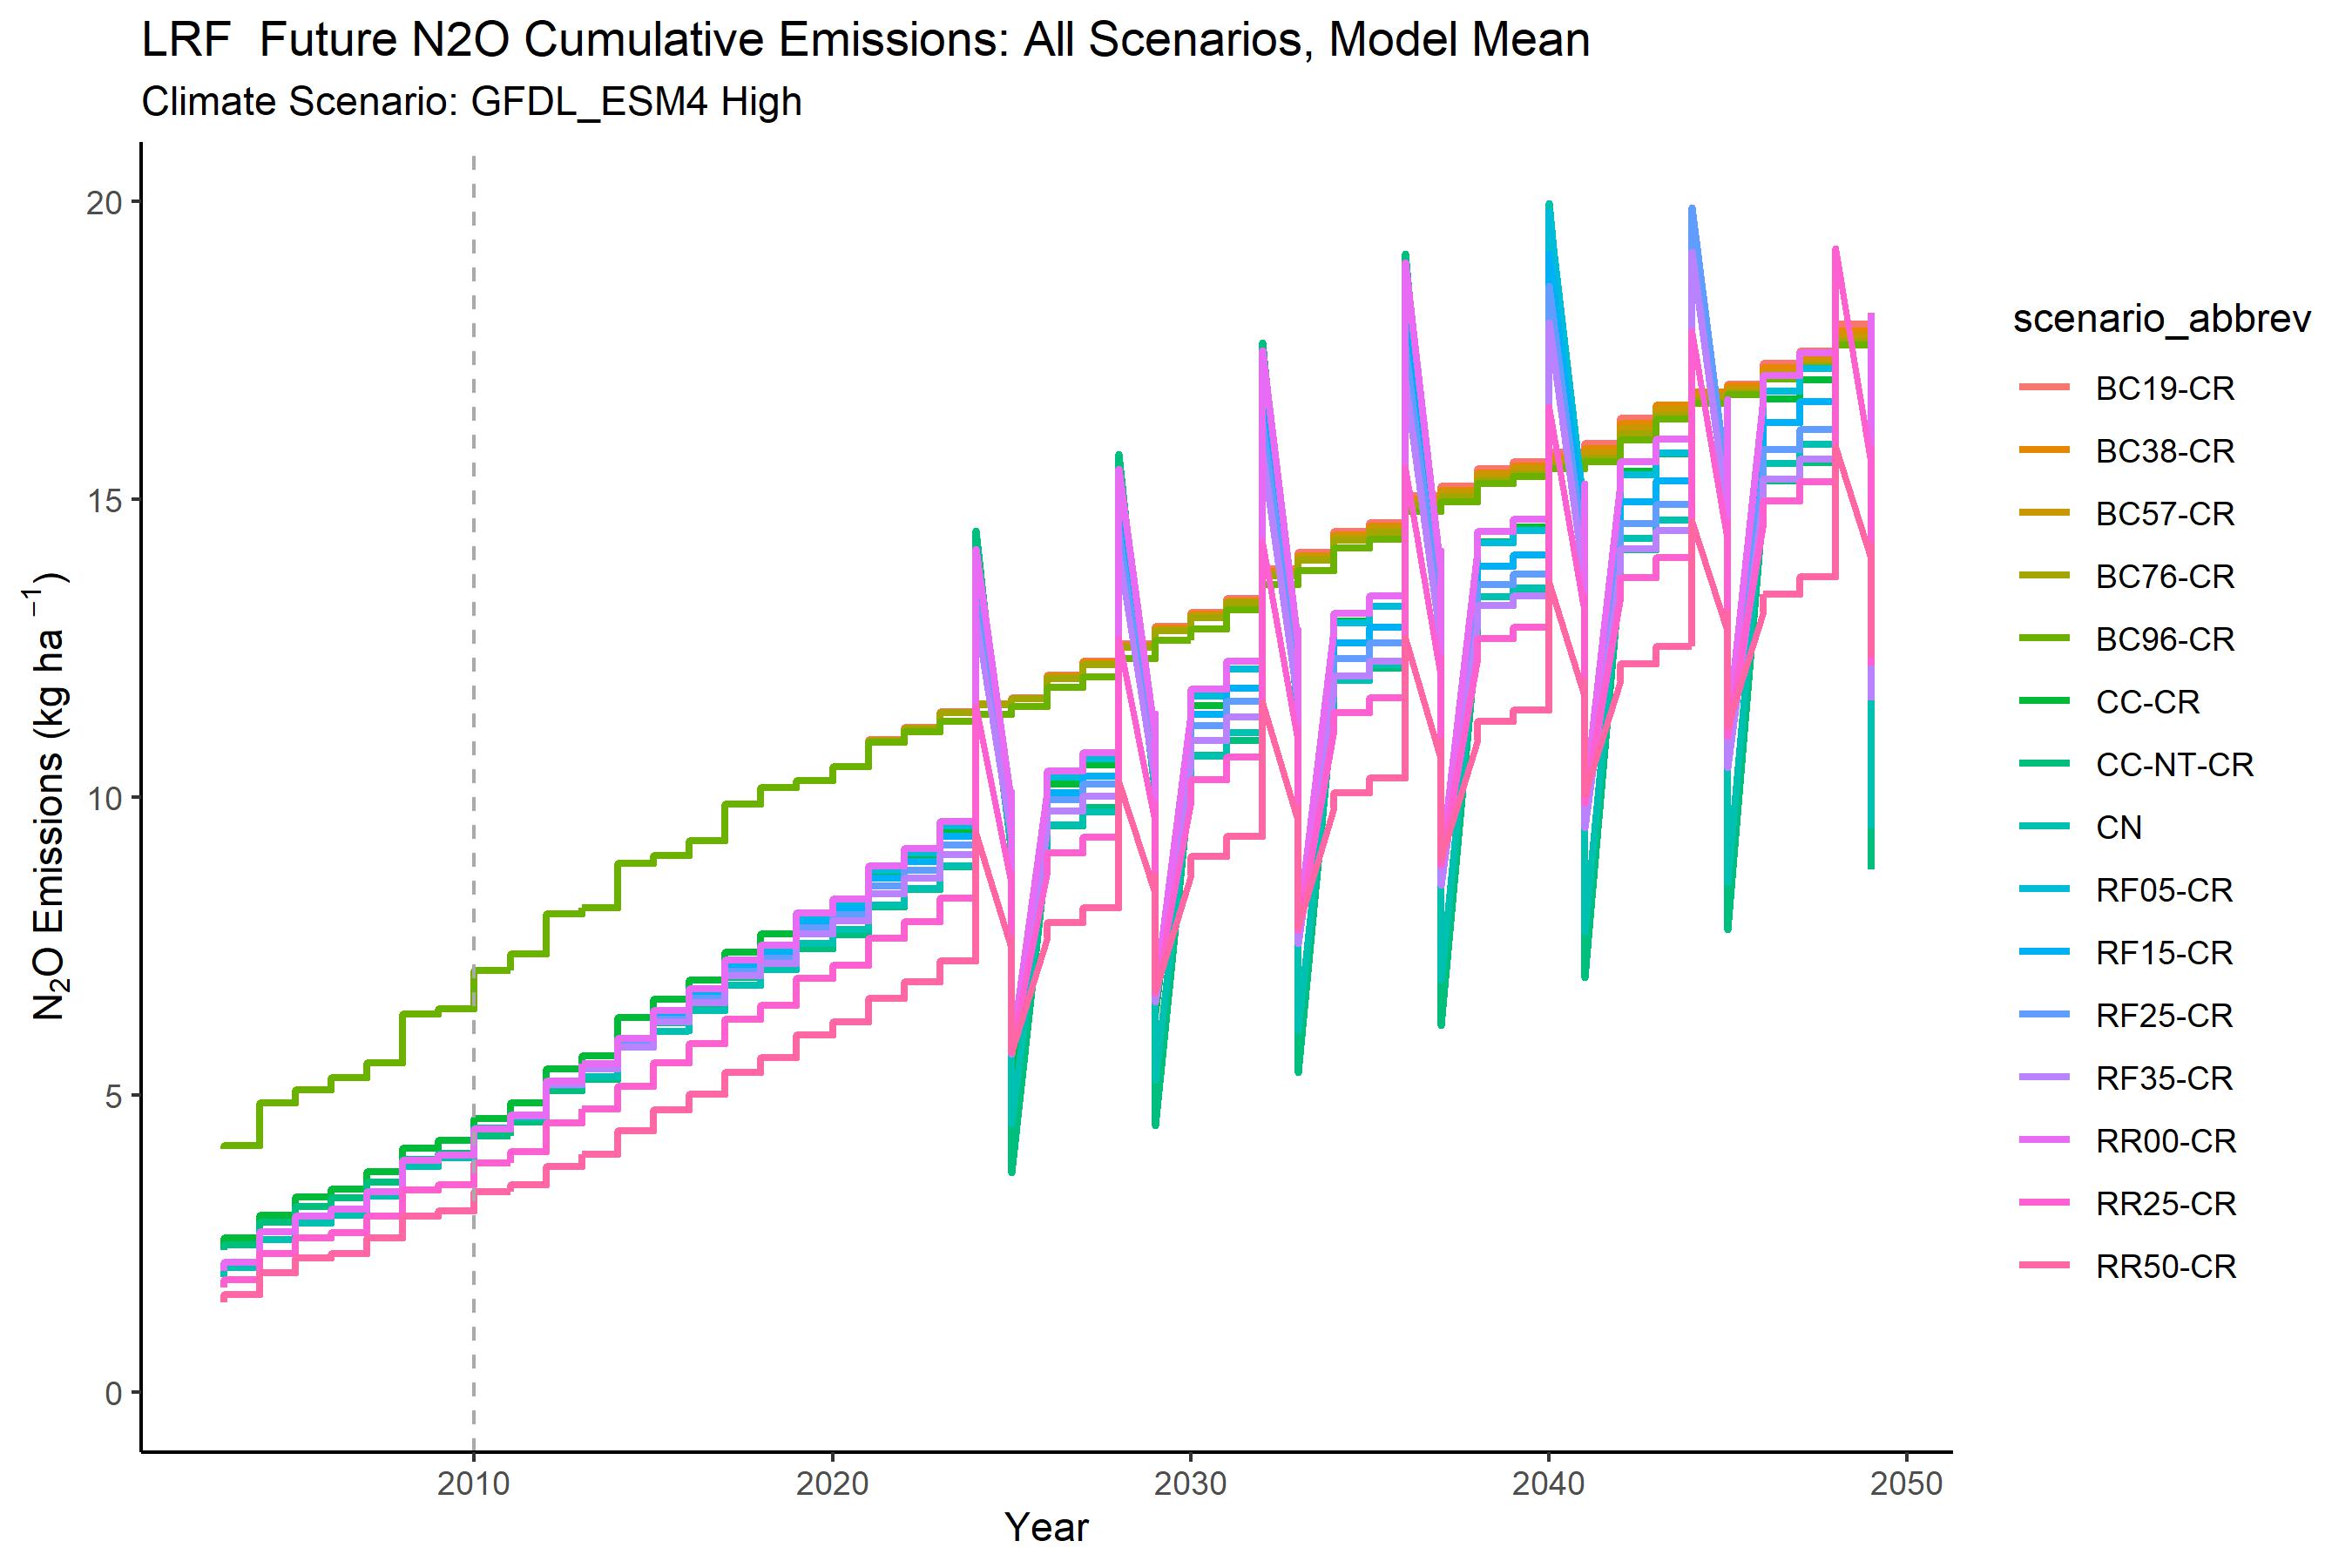 LRF  Future N2O Cumulative Emissions: All Scenarios, Model Mean
Climate Scenario: GFDL_ESM4 High
N₂O Emissions (kg ha ⁻¹)
20
15
10
5
0
2010
2020
2030
2040
2050
Year
scenario_abbrev
BC19-CR
BC38-CR
BC57-CR
BC76-CR
BC96-CR
CC-CR
CC-NT-CR
CN
RF05-CR
RF15-CR
RF25-CR
RF35-CR
RR00-CR
RR25-CR
RR50-CR